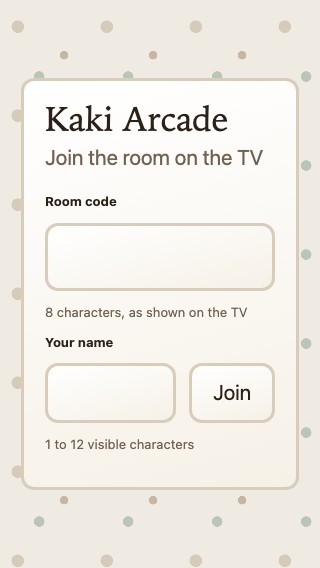 Kaki Arcade
Join the room on the TV
Room code
8 characters, as shown on the TV
Your name
Join
1 to 12 visible characters